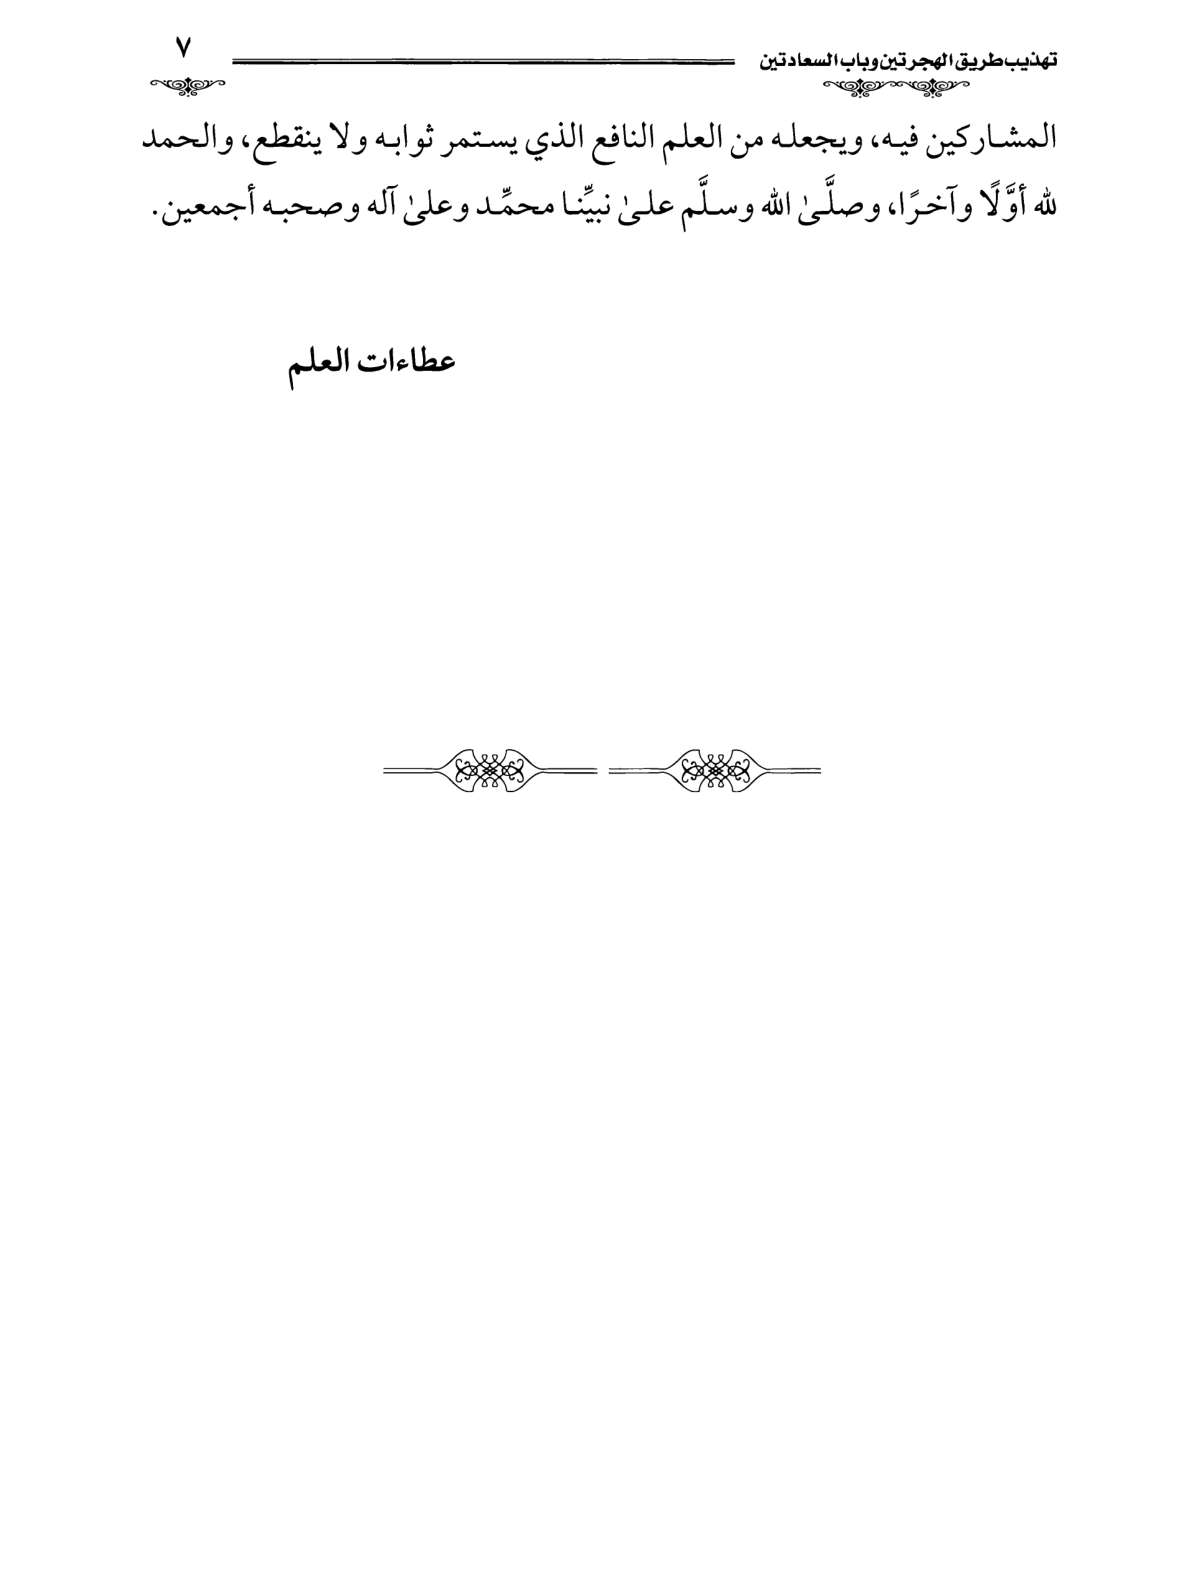 تهذيب طريق الهجرتين وباب السعادتين ٧
المشاركين فيه، ويجعله من العلم النافع الذي يستمر ثوابه ولا ينقطع، والحمد
لله أوَّلًا وآخرًا، وصلَّىٰ الله وسلَّم علىٰ نبيِّنا محمِّد وعلىٰ آله وصحبه أجمعين.
عطاءات العلم